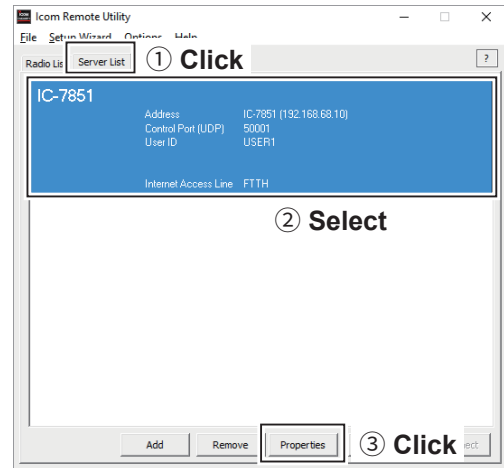 Icom Remote Utility
File Setup Wizard Options Help
Server List ① Click ?
IC-7851
Address IC-7851 (192.168.68.10)
Control Port (UDP) 50001
User ID USER1
Internet Access Line FTTH
② Select
Add Remove Properties ③ Click